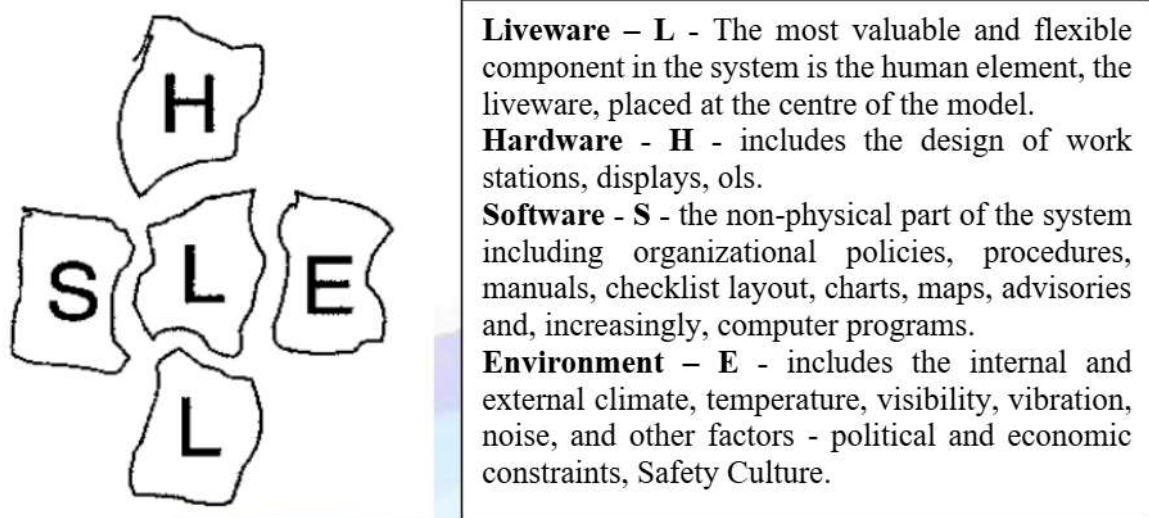 H
S L E
L
Liveware – L - The most valuable and flexible
component in the system is the human element, the
liveware, placed at the centre of the model.
Hardware - H - includes the design of work
stations, displays, ols.
Software - S - the non-physical part of the system
including organizational policies, procedures,
manuals, checklist layout, charts, maps, advisories
and, increasingly, computer programs.
Environment – E - includes the internal and
external climate, temperature, visibility, vibration,
noise, and other factors - political and economic
constraints, Safety Culture.